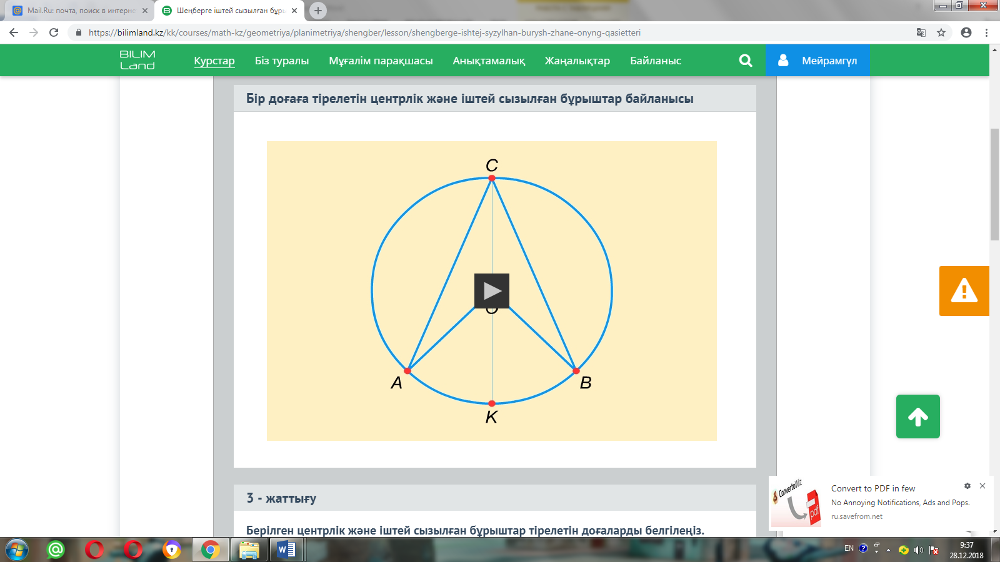 Mail.Ru: почта, поиск в интерне
Шеңберге іштей сызылған бұры
https://bilimland.kz/kk/courses/math-kz/geometriya/planimetriya/shengber/lesson/shengberge-ishtej-syzylhan-burysh-zhane-onyng-qasietteri
BILIM
Land
Курстар
Біз туралы
Мұғалім парақшасы
Анықтамалық
Жаңалықтар
Байланыс
Мейрамгүл
Бір доғаға тірелетін центрлік және іштей сызылған бұрыштар байланысы
C
A
B
K
3 - жаттығу
Берілген центрлік және іштей сызылған бұрыштар тірелетін доғаларды белгілеңіз.
ConvertoWiz
pdf
Convert to PDF in few
No Annoying Notifications, Ads and Pops.
ru.savefrom.net
EN
9:37
28.12.2018